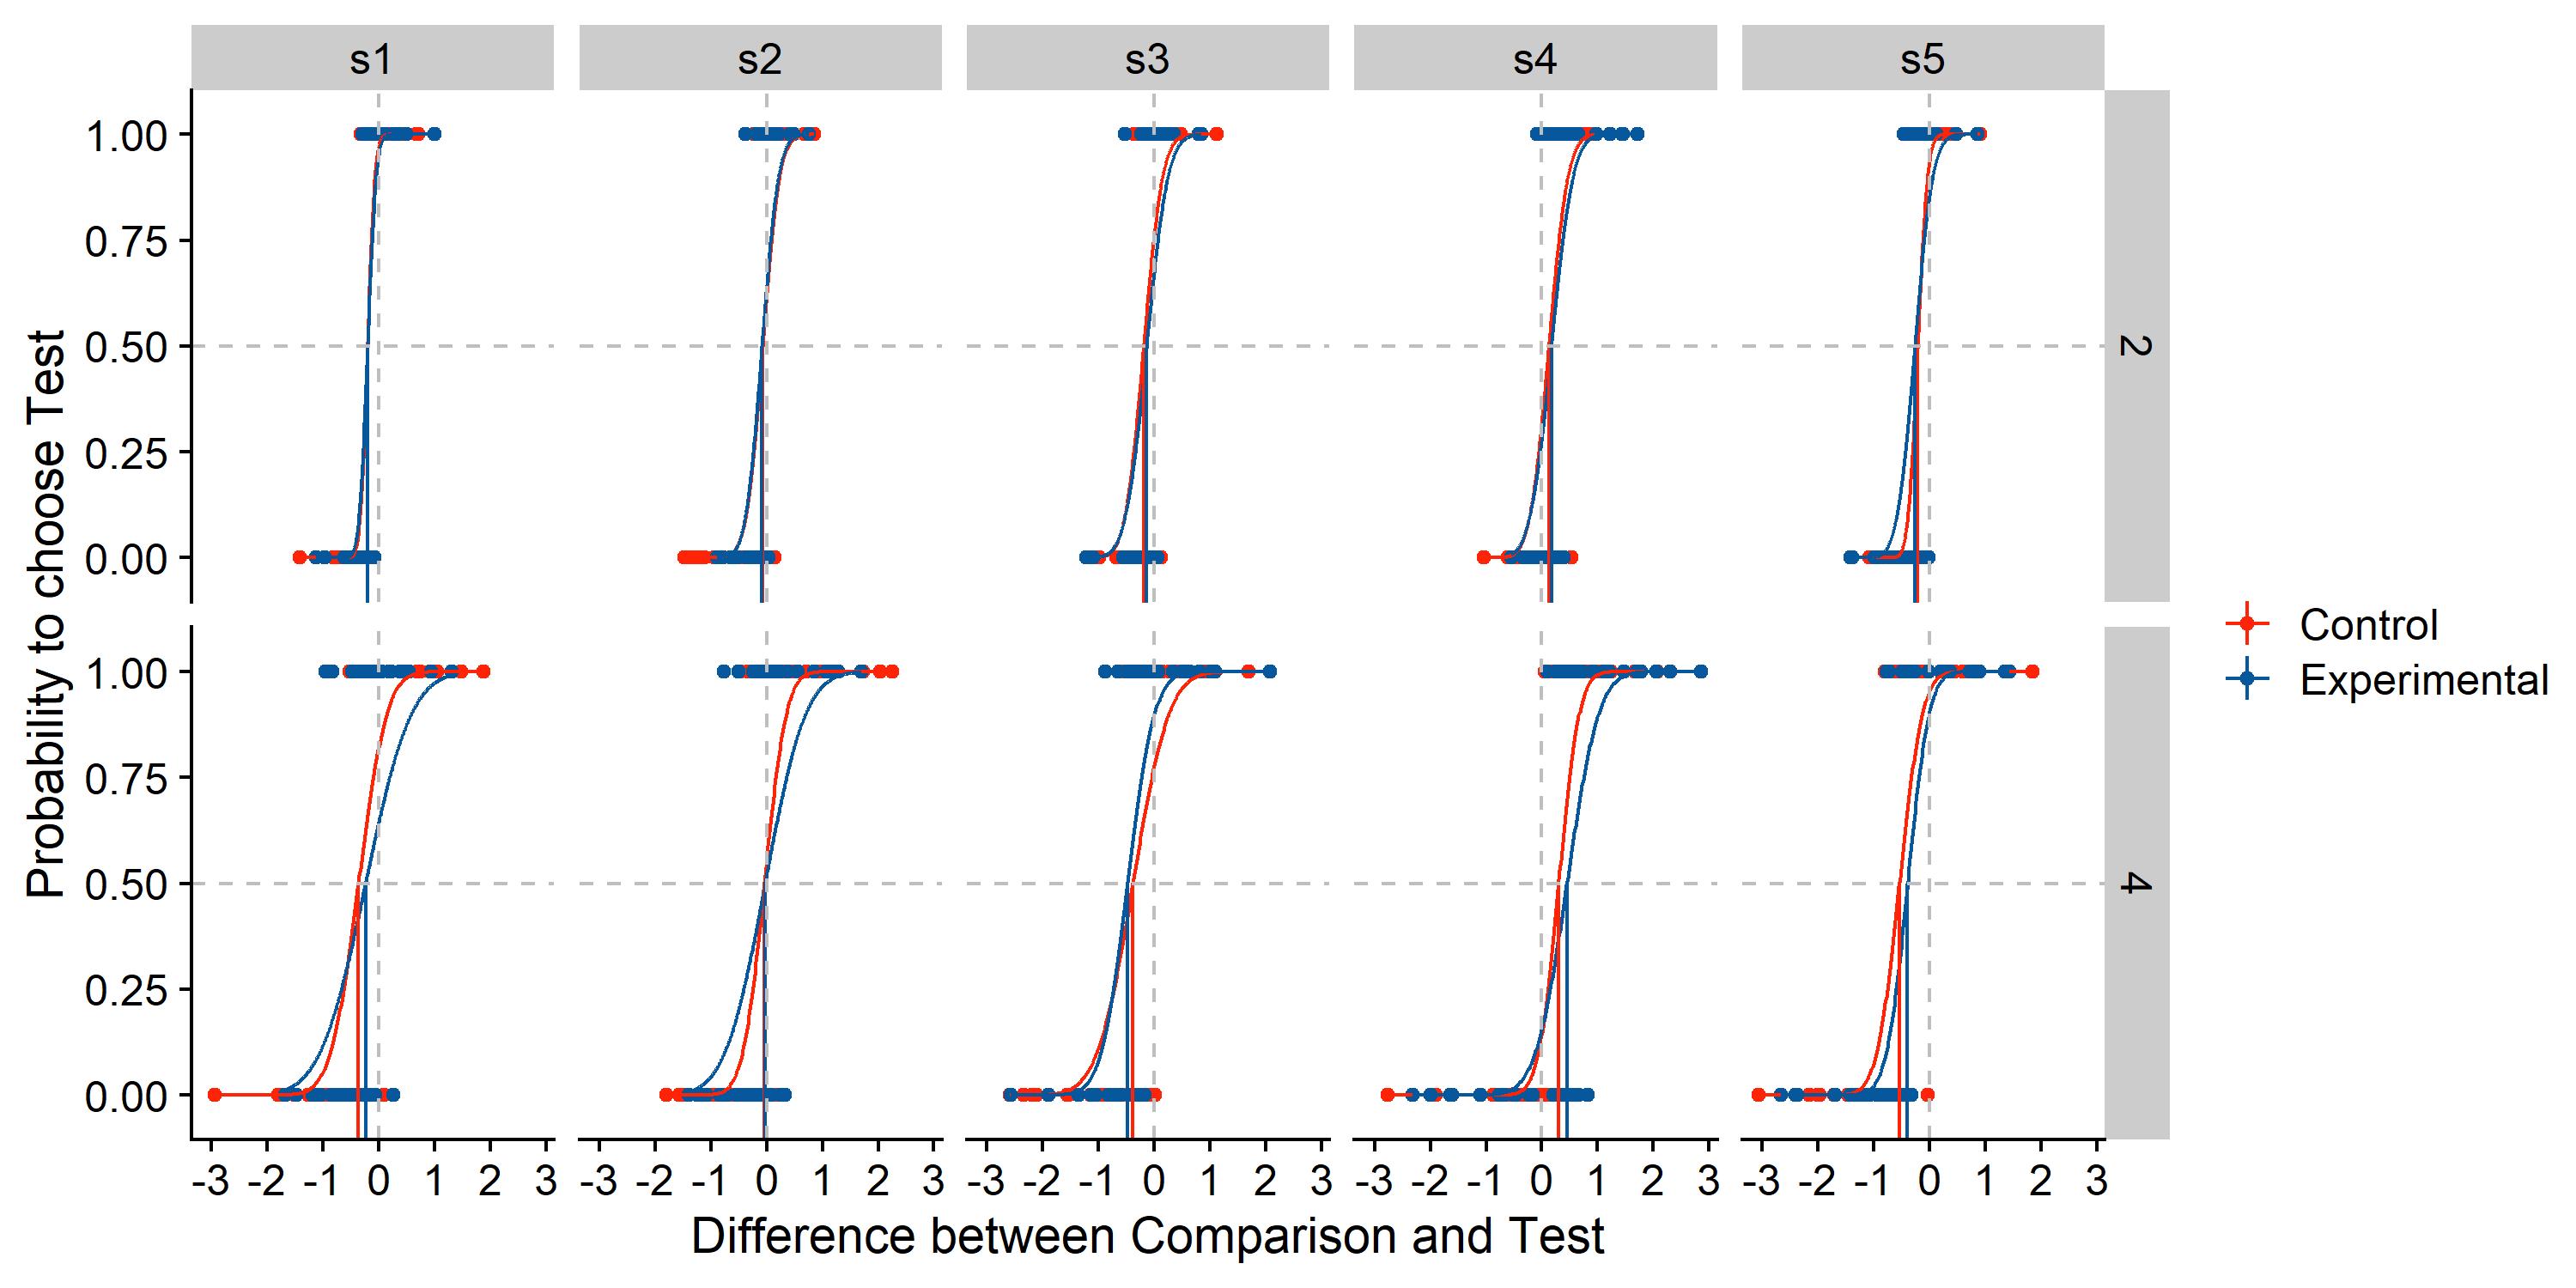 s1 s2 s3 s4 s5
Probability to choose Test
1.00
0.75
0.50
0.25
0.00
2
1.00
0.75
0.50
0.25
0.00
4
-3 -2 -1 0 1 2 3 -3 -2 -1 0 1 2 3 -3 -2 -1 0 1 2 3 -3 -2 -1 0 1 2 3 -3 -2 -1 0 1 2 3
Difference between Comparison and Test
Control
Experimental